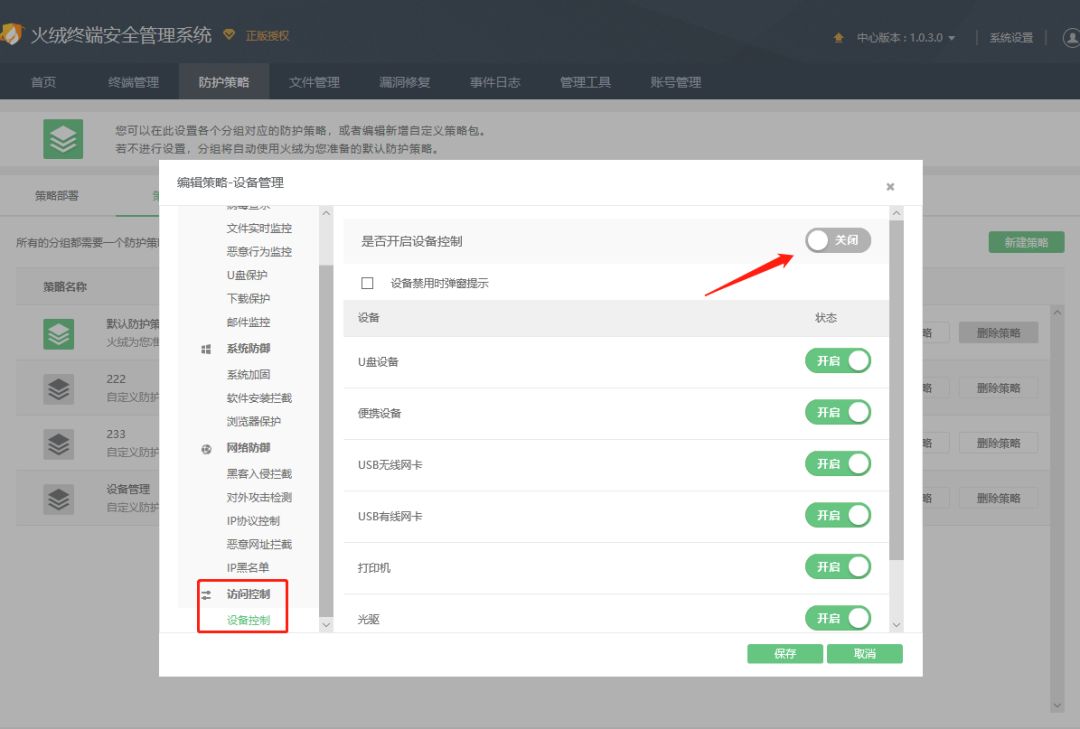 火绒终端安全管理系统 正版授权
中心版本：1.0.3.0 系统设置
首页 终端管理 防护策略 文件管理 漏洞修复 事件日志 管理工具 账号管理
您可以在此设置各个分组对应的防护策略，或者编辑新增自定义策略包。
若不进行设置，分组将自动使用火绒为您准备的默认防护策略。
策略部署
所有的分组都需要一个防护策
新建策略
策略名称
默认防护策
火绒为您准
略 删除策略
222
自定义防护
略 删除策略
233
自定义防护
略 删除策略
设备管理
自定义防护
略 删除策略
编辑策略-设备管理
文件实时监控
恶意行为监控
U盘保护
下载保护
邮件监控
系统防御
系统加固
软件安装拦截
浏览器保护
网络防御
黑客入侵拦截
对外攻击检测
IP协议控制
恶意网址拦截
IP黑名单
访问控制
设备控制
是否开启设备控制 关闭
设备禁用时弹窗提示
设备 状态
U盘设备 开启
便携设备 开启
USB无线网卡 开启
USB有线网卡 开启
打印机 开启
光驱 开启
保存 取消